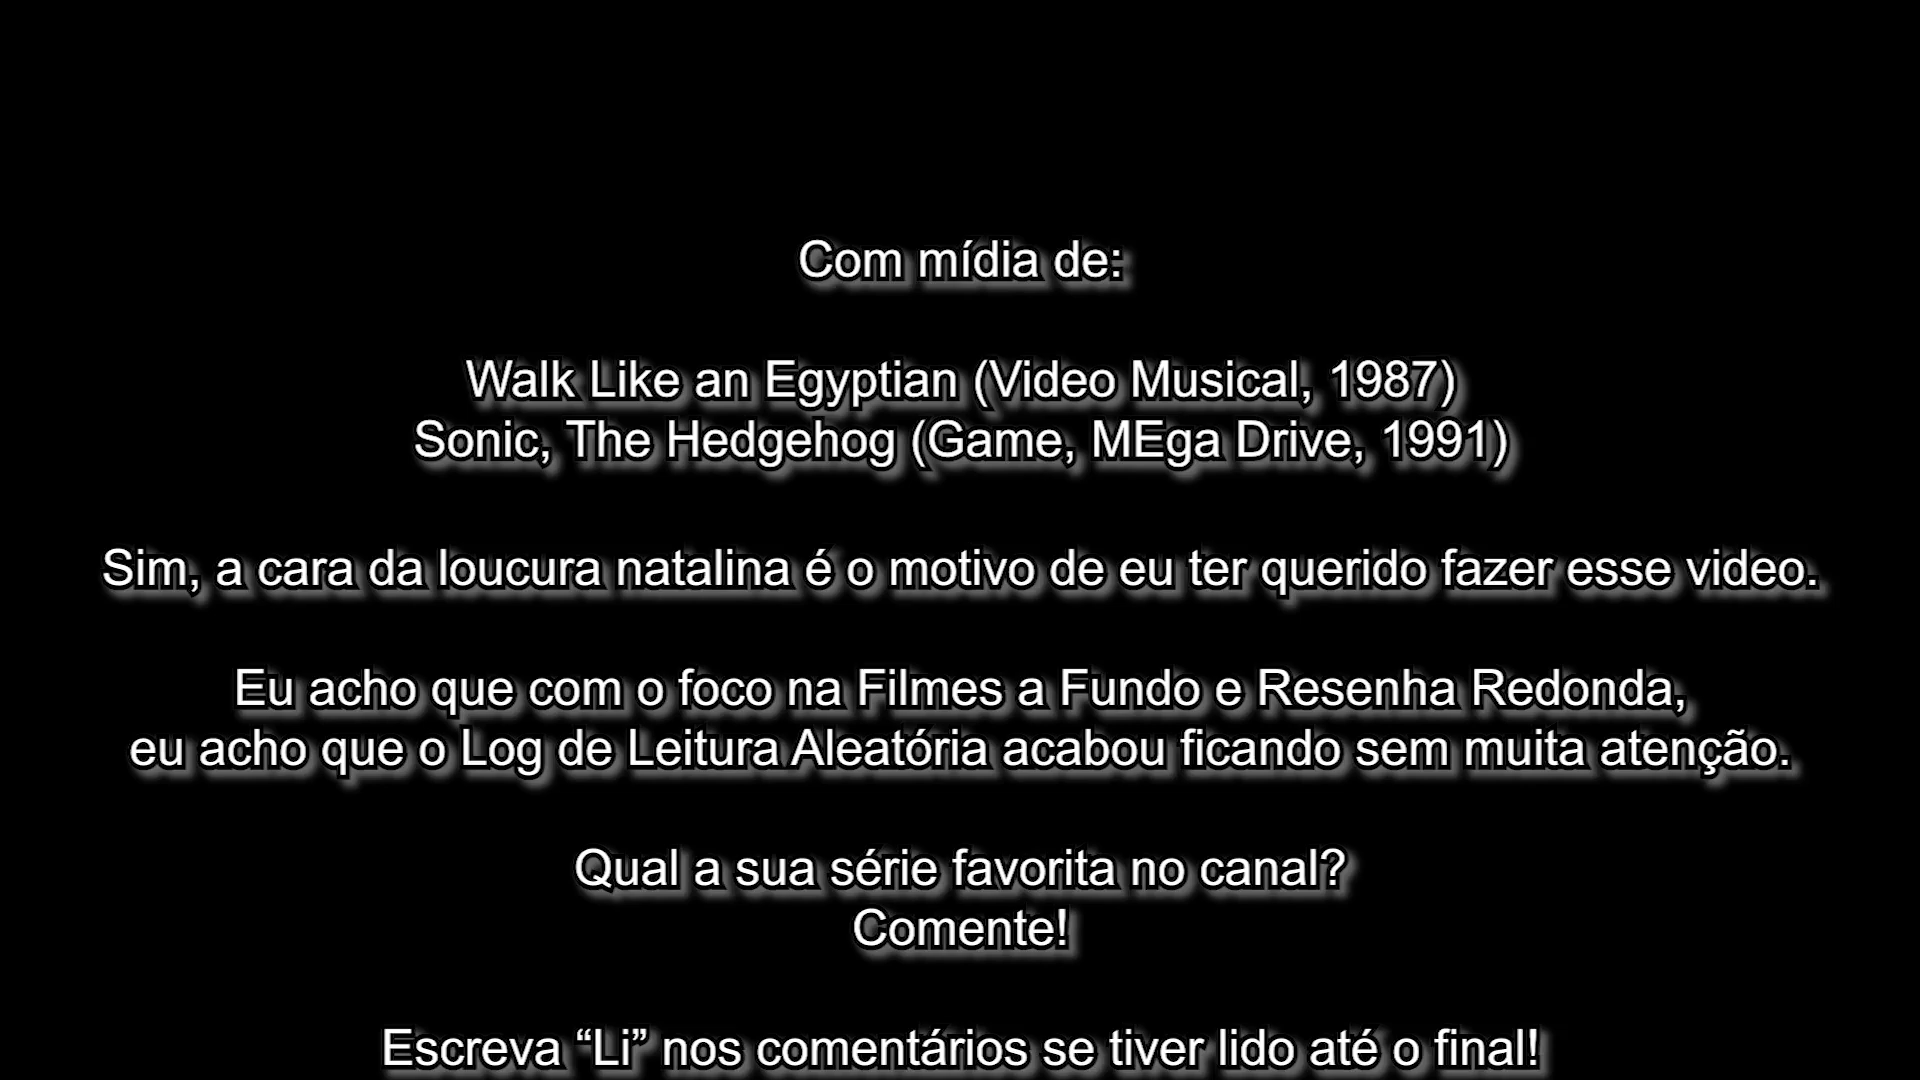 Com mídia de:
Walk Like an Egyptian (Video Musical, 1987)
Sonic, The Hedgehog (Game, MEga Drive, 1991)
Sim, a cara da loucura natalina é o motivo de eu ter querido fazer esse video.
Eu acho que com o foco na Filmes a Fundo e Resenha Redonda,
eu acho que o Log de Leitura Aleatória acabou ficando sem muita atenção.
Qual a sua série favorita no canal?
Comente!
Escreva “Li” nos comentários se tiver lido até o final!